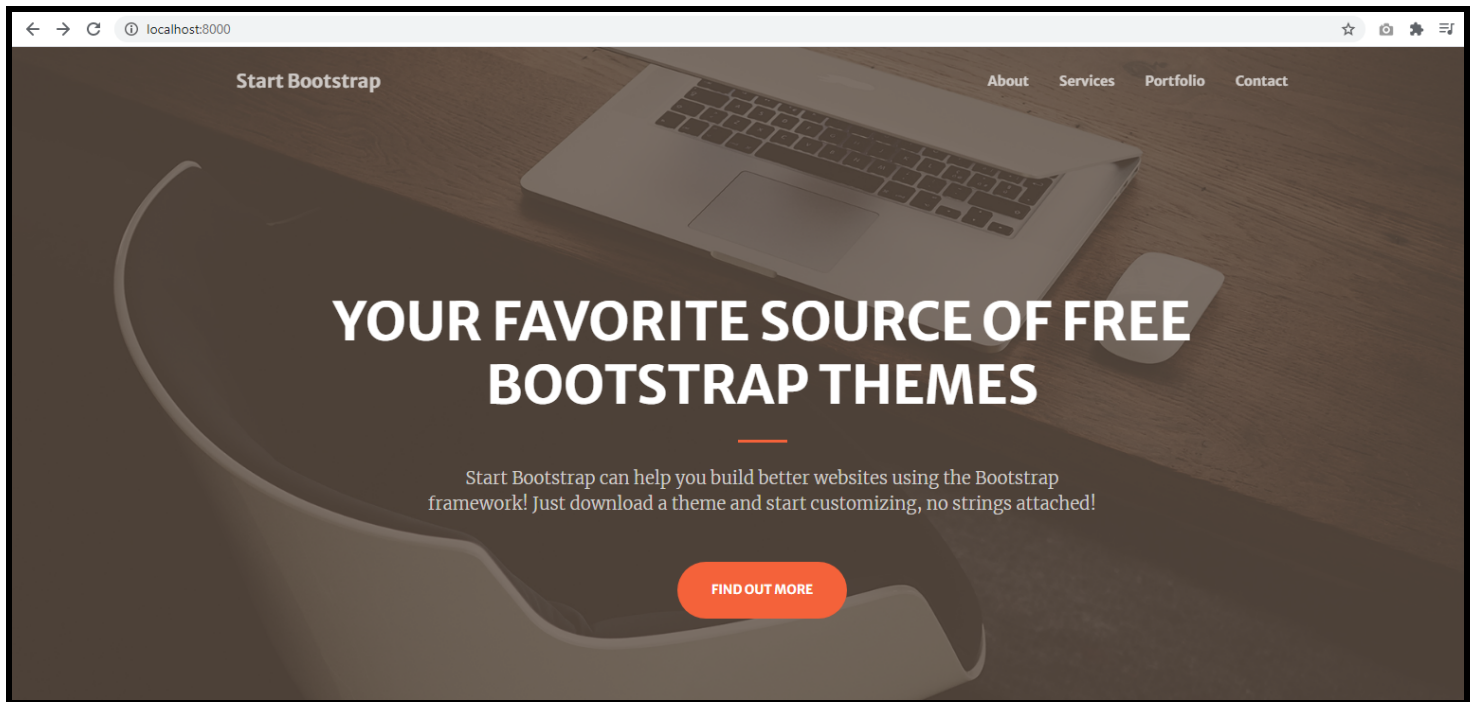 localhost:8000
Start Bootstrap
About Services Portfolio Contact
YOUR FAVORITE SOURCE OF FREE
BOOTSTRAP THEMES
Start Bootstrap can help you build better websites using the Bootstrap
framework! Just download a theme and start customizing, no strings attached!
FIND OUT MORE